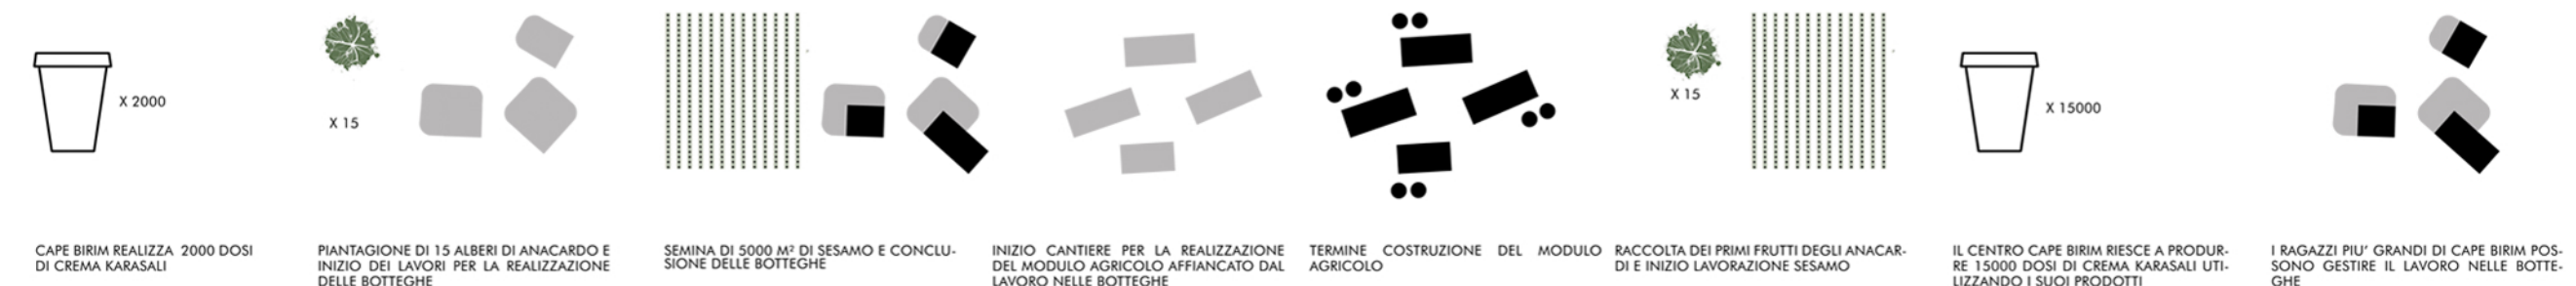 X 2000
CAPE BIRIM REALIZZA 2000 DOSI
DI CREMA KARASALI
X 15
PIANTAGIONE DI 15 ALBERI DI ANACARDO E
INIZIO DEI LAVORI PER LA REALIZZAZIONE
DELLE BOTTEGHE
SEMINA DI 5000 M² DI SESAMO E CONCLU-
SIONE DELLE BOTTEGHE
INIZIO CANTIERE PER LA REALIZZAZIONE
DEL MODULO AGRICOLO AFFIANCATO DAL
LAVORO NELLE BOTTEGHE
TERMINE COSTRUZIONE DEL MODULO
AGRICOLO
X 15
RACCOLTA DEI PRIMI FRUTTI DEGLI ANACAR-
DI E INIZIO LAVORAZIONE SESAMO
X 15000
IL CENTRO CAPE BIRIM RIESCE A PRODUR-
RE 15000 DOSI DI CREMA KARASALI UTI-
LIZZANDO I SUOI PRODOTTI
I RAGAZZI PIU' GRANDI DI CAPE BIRIM POS-
SONO GESTIRE IL LAVORO NELLE BOTTE-
GHE